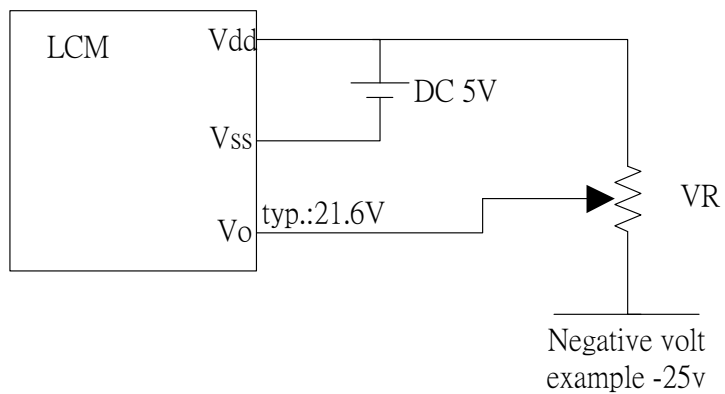 LCM
Vdd
DC 5V
Vss
VR
typ.:21.6V
Vo
Negative volt
example -25v